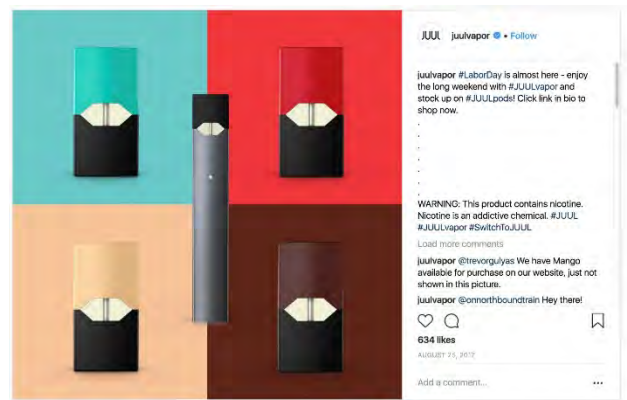 JUUL juulvapor • Follow
juulvapor #LaborDay is almost here - enjoy
the long weekend with #JUULvapor and
stock up on #JUULpods! Click link in bio to
shop now.
.
.
.
.
.
.
WARNING: This product contains nicotine.
Nicotine is an addictive chemical. #JUUL
#JUULvapor #SwitchToJUUL
Load more comments
juulvapor @trevorgulyas We have Mango
available for purchase on our website, just not
shown in this picture.
juulvapor @onnorthboundtrain Hey there!
634 likes
AUGUST 25, 2017
Add a comment...